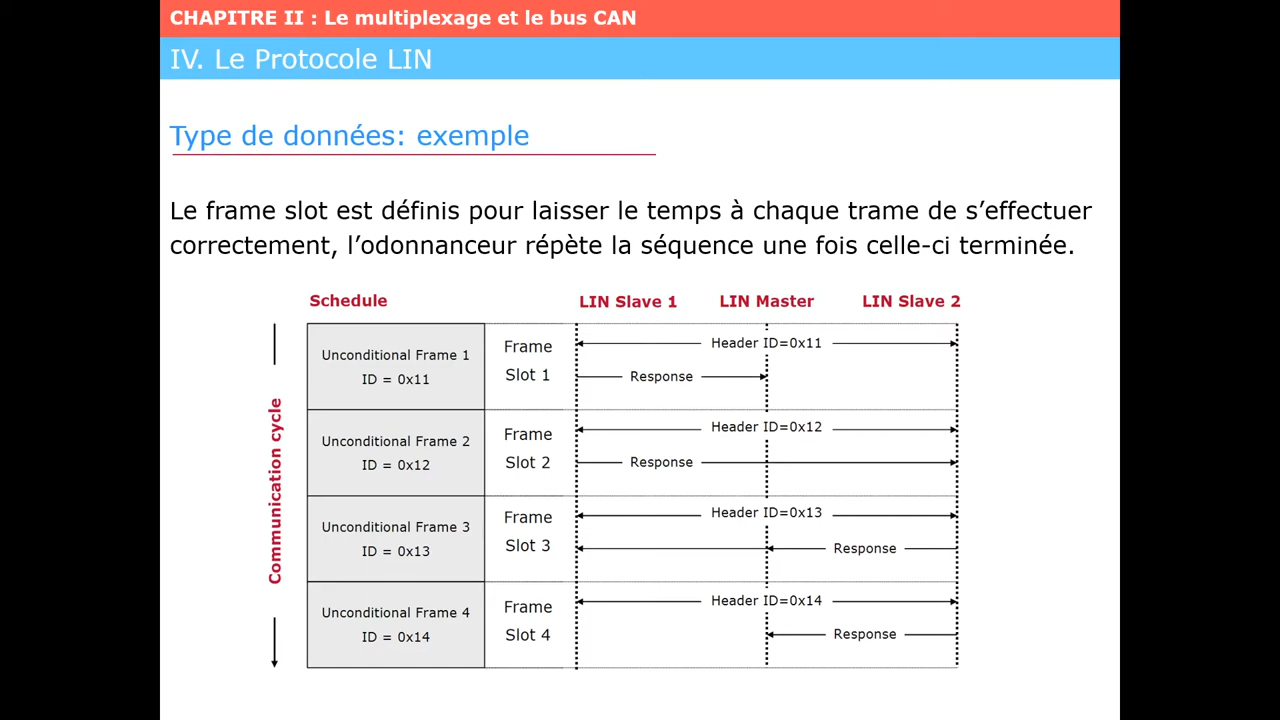 CHAPITRE II : Le multiplexage et le bus CAN
IV. Le Protocole LIN
Type de données: exemple
Le frame slot est définis pour laisser le temps à chaque trame de s’effectuer
correctement, l’odonnanceur répète la séquence une fois celle-ci terminée.
Schedule
LIN Slave 1
LIN Master
LIN Slave 2
Communication cycle
Unconditional Frame 1
ID = 0x11
Frame
Slot 1
Header ID=0x11
Response
Unconditional Frame 2
ID = 0x12
Frame
Slot 2
Header ID=0x12
Response
Unconditional Frame 3
ID = 0x13
Frame
Slot 3
Header ID=0x13
Response
Unconditional Frame 4
ID = 0x14
Frame
Slot 4
Header ID=0x14
Response